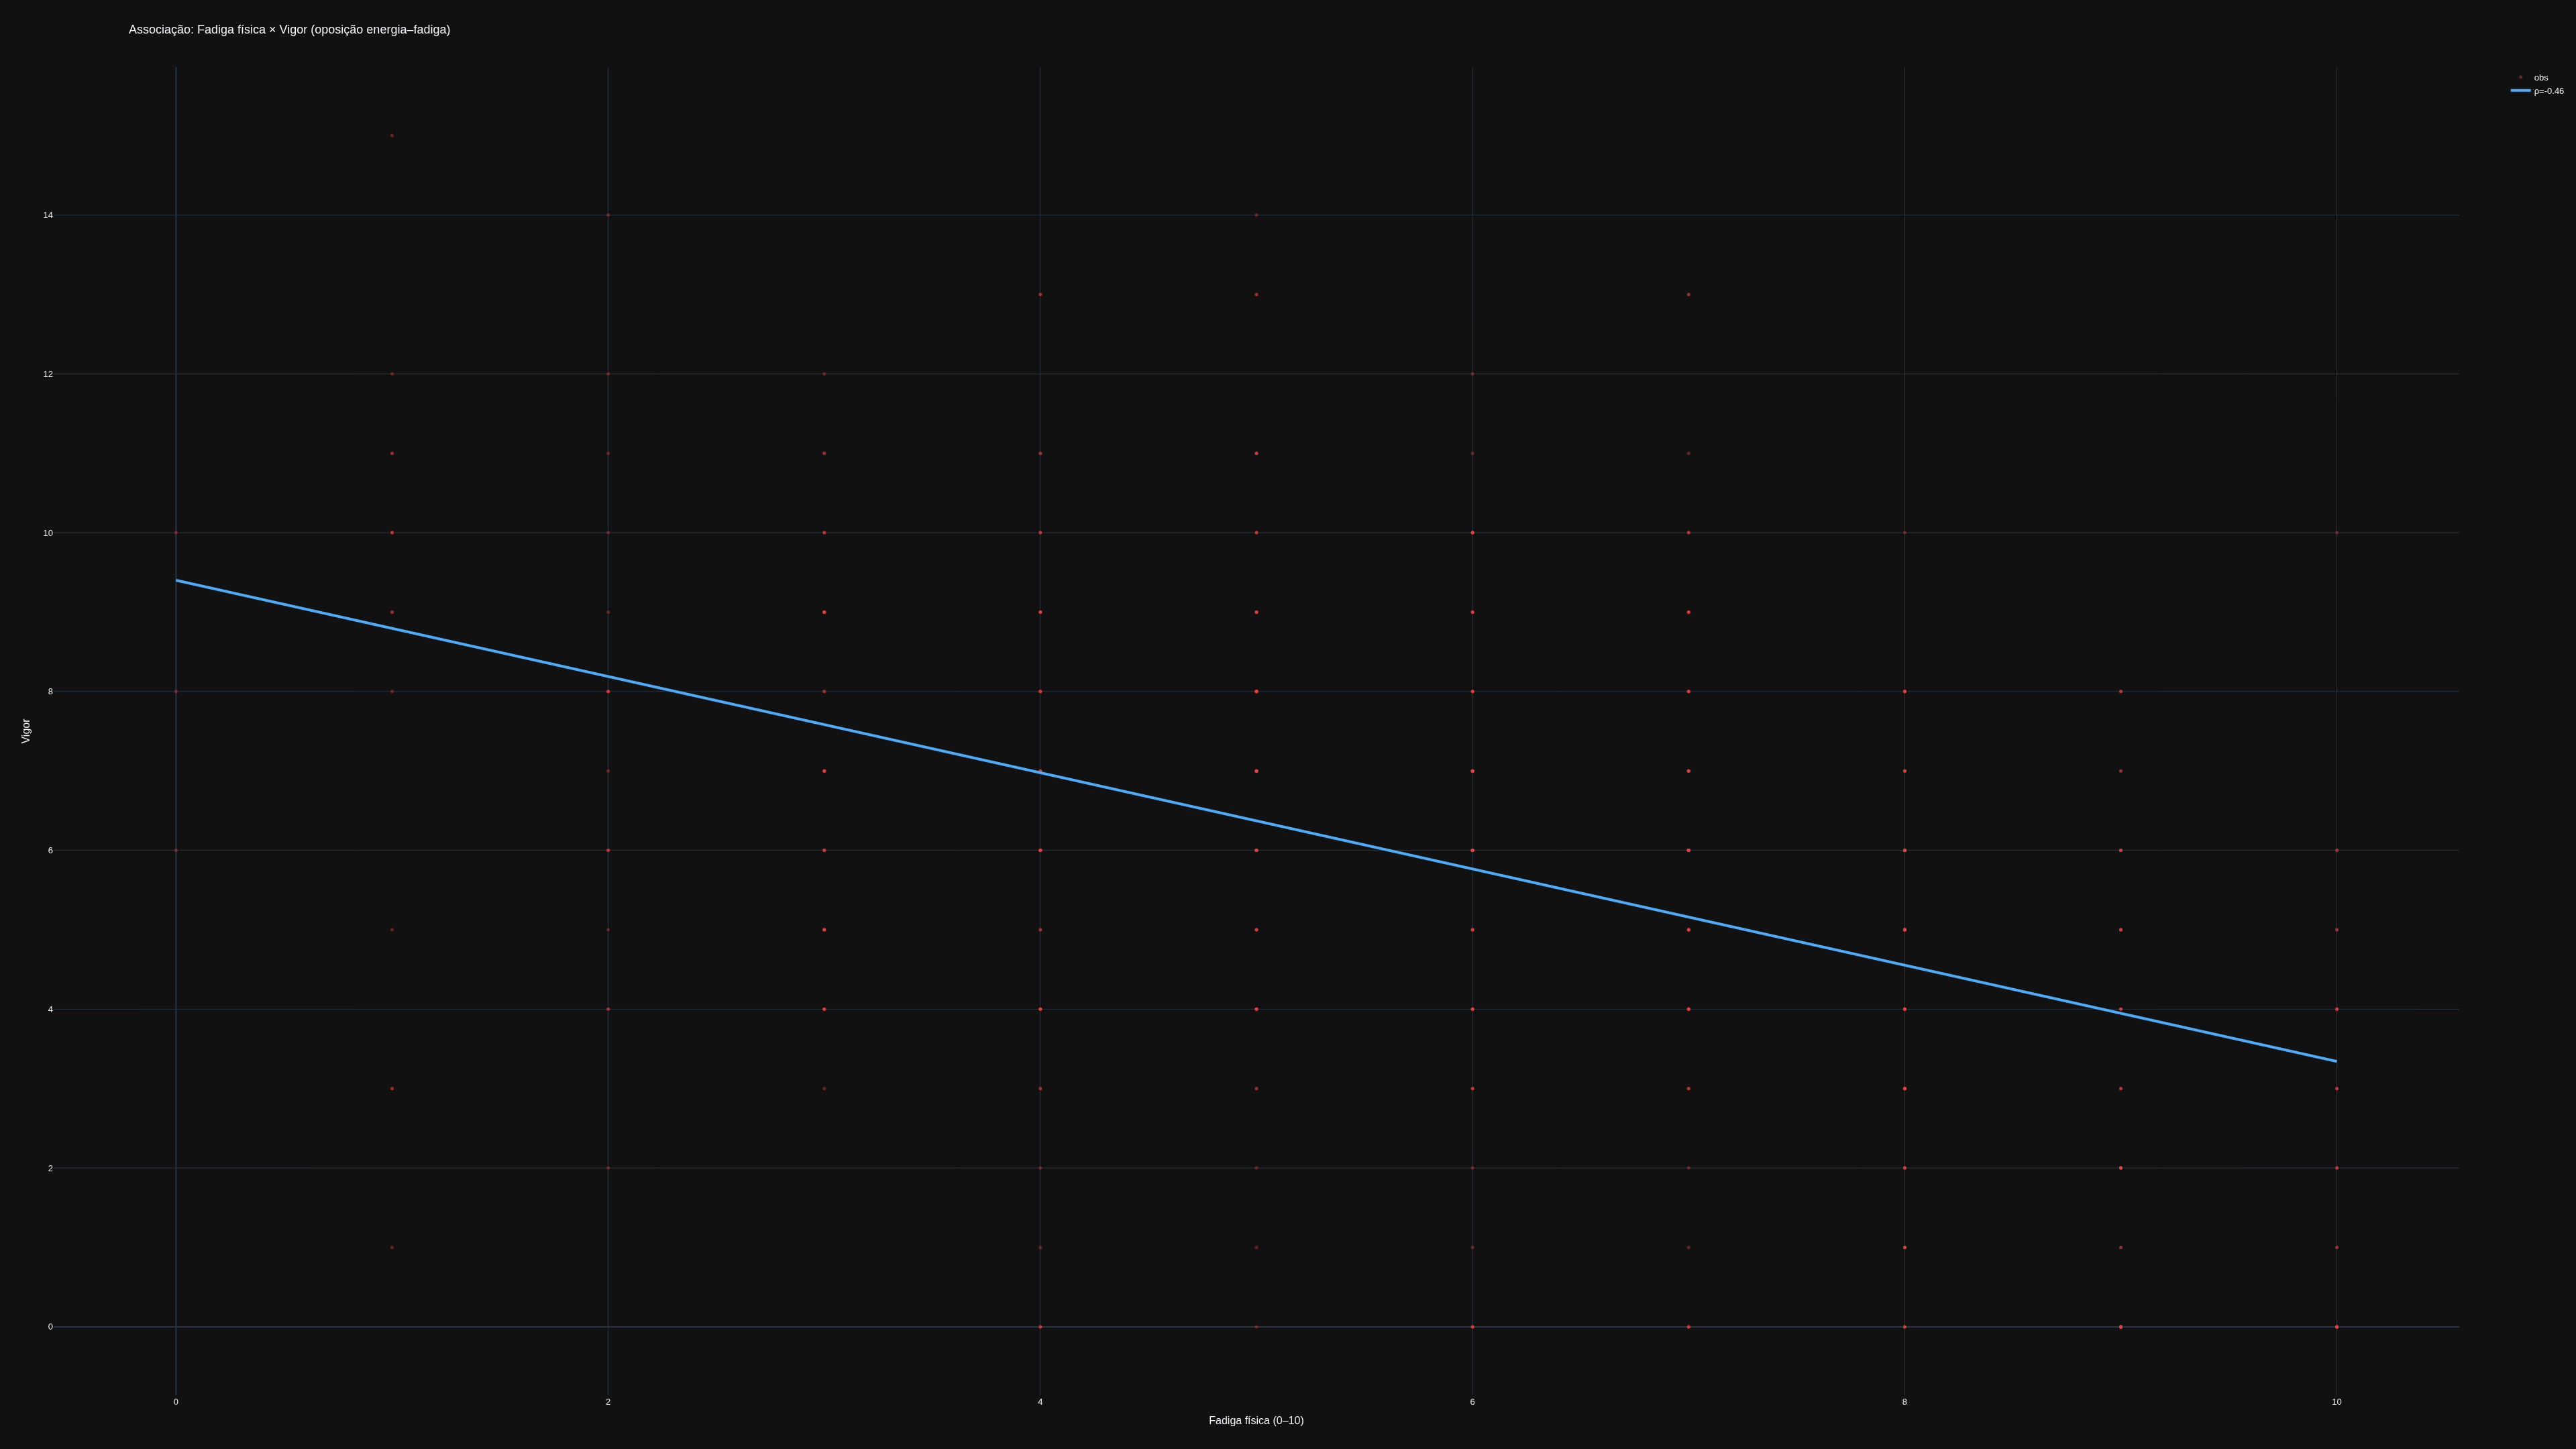 Associação: Fadiga física × Vigor (oposição energia–fadiga)
obs
ρ=-0.46
14
12
10
8
6
4
2
0
Vigor
0
2
4
6
8
10
Fadiga física (0–10)